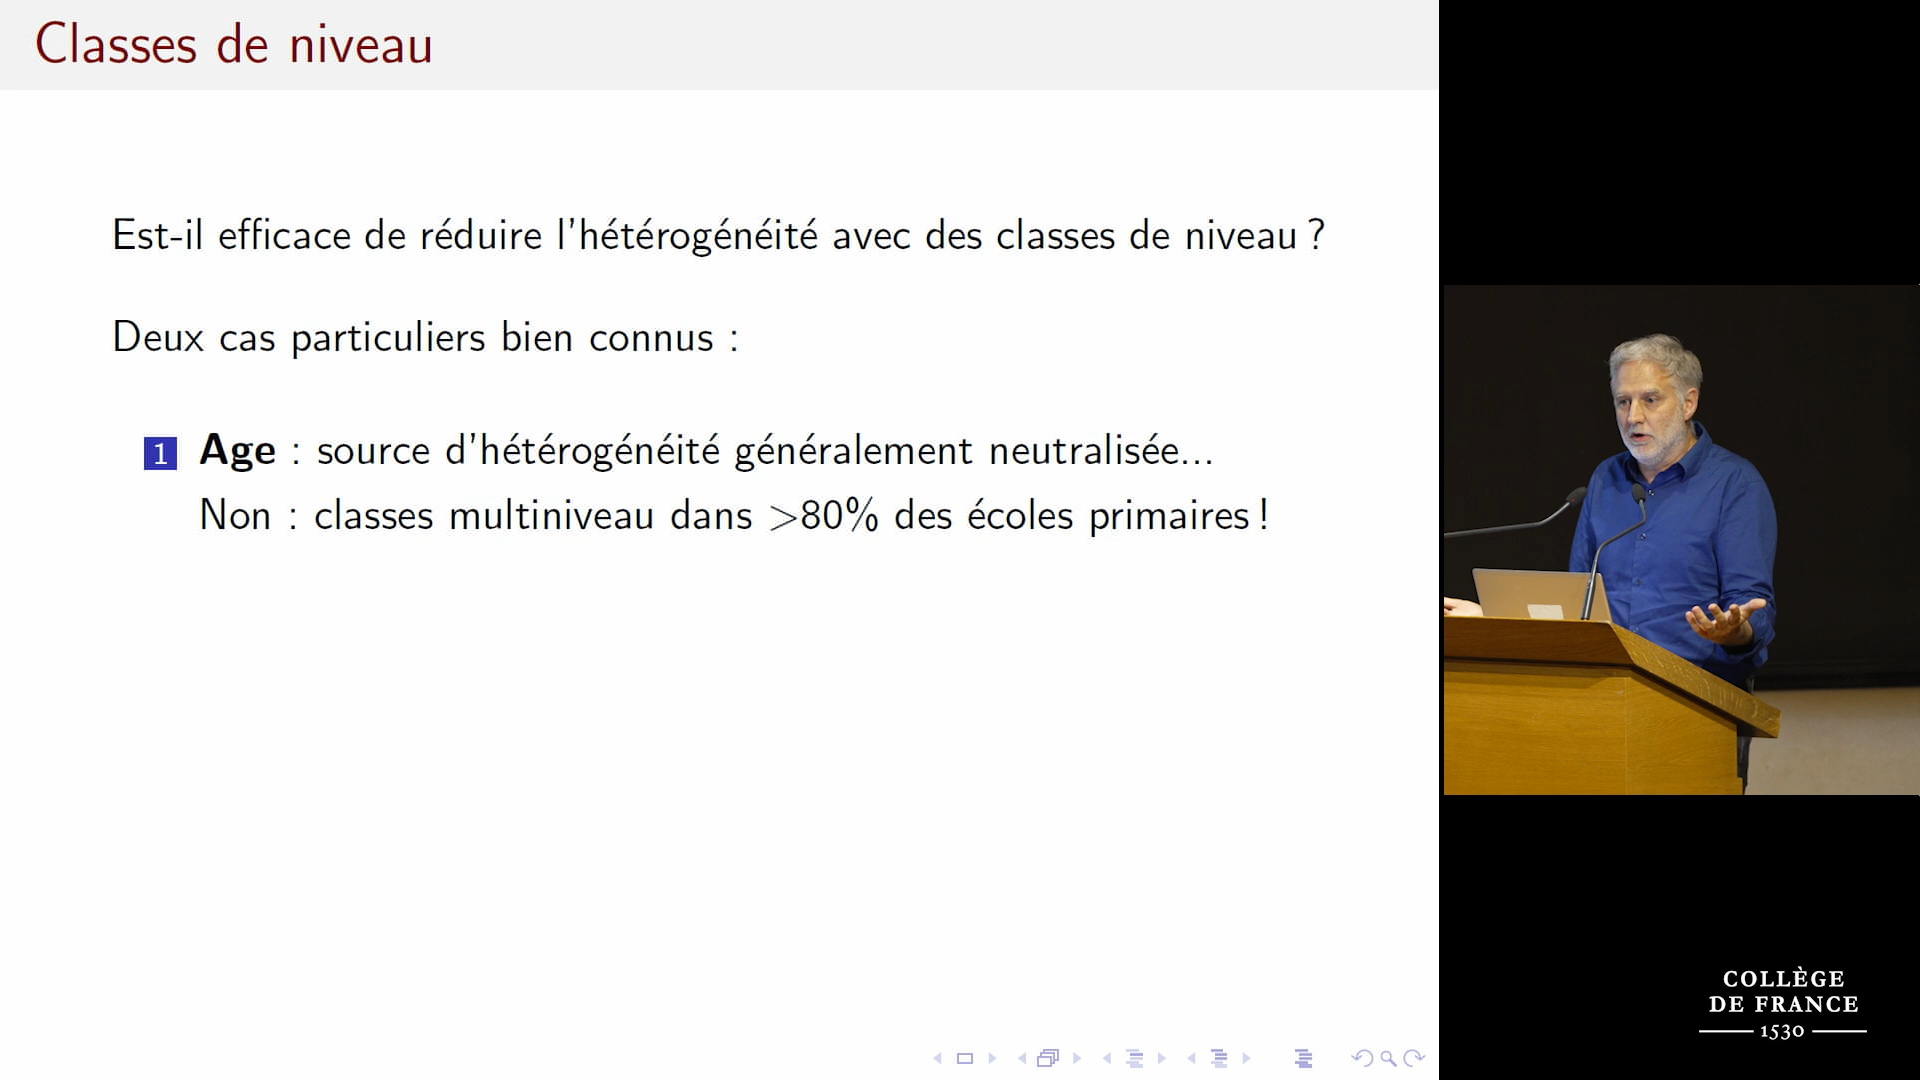 Classes de niveau
Est-il efficace de réduire l'hétérogénéité avec des classes de niveau ?
Deux cas particuliers bien connus :
1 Age : source d'hétérogénéité généralement neutralisée...
Non : classes multiniveau dans >80% des écoles primaires !
COLLÈGE
DE FRANCE
1530